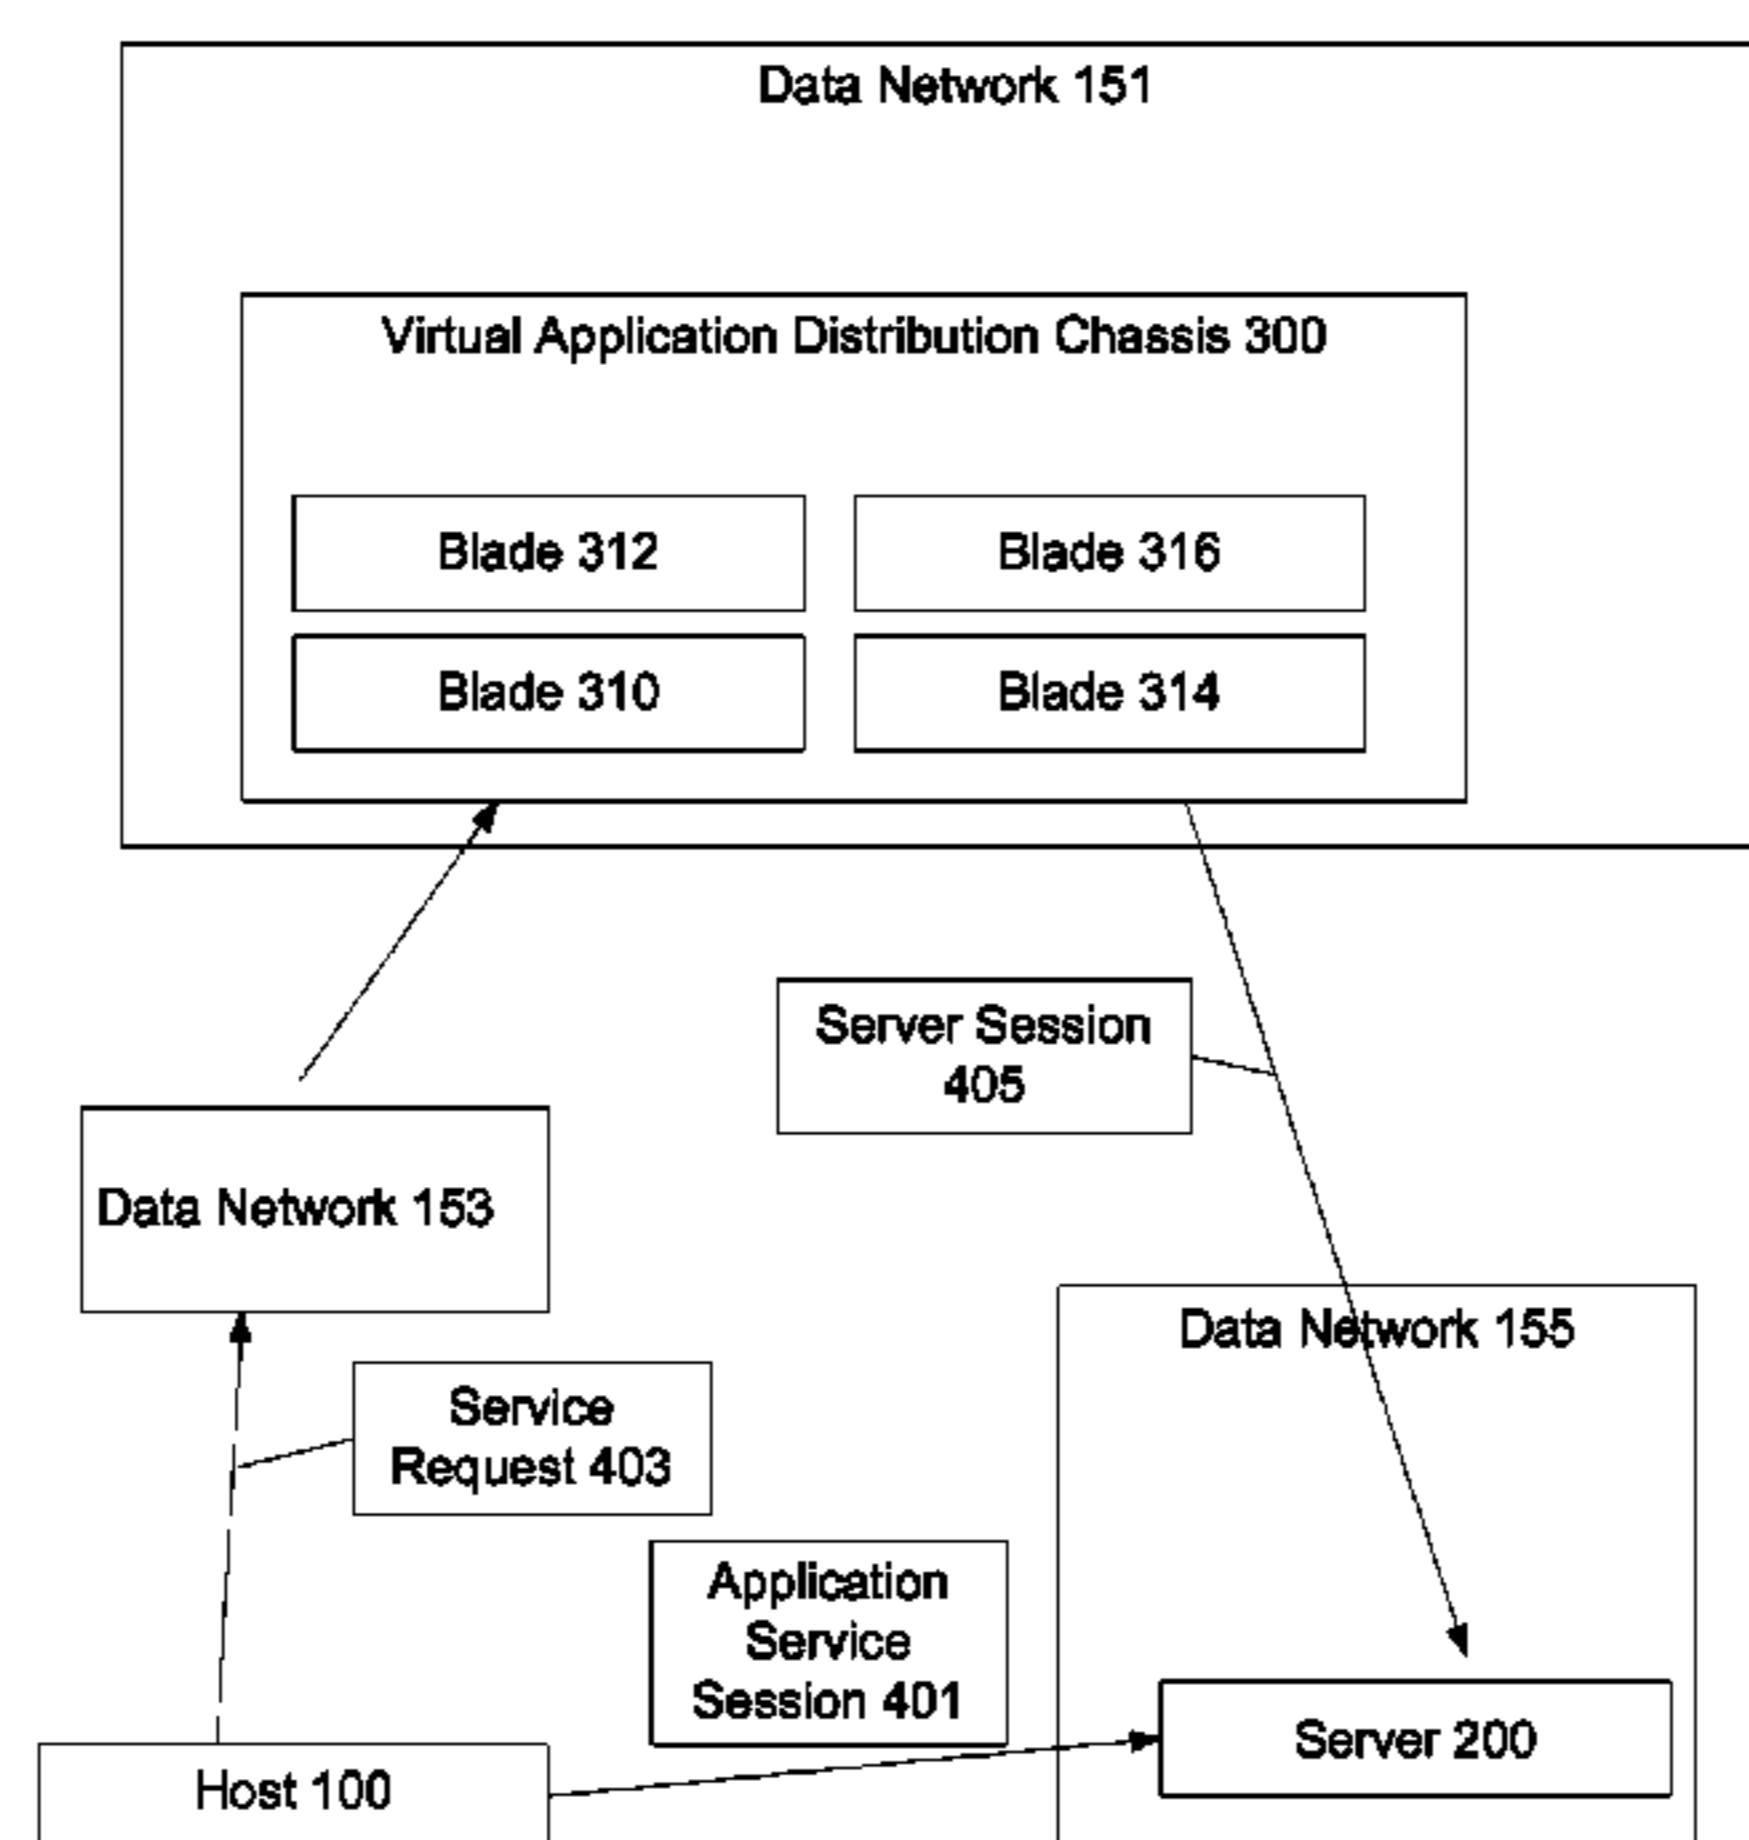 Data Network 151
Virtual Application Distribution Chassis 300
Blade 312
Blade 316
Blade 310
Blade 314
Server Session
405
Data Network 153
Data Network 155
Service
Request 403
Application
Service
Session 401
Server 200
Host 100